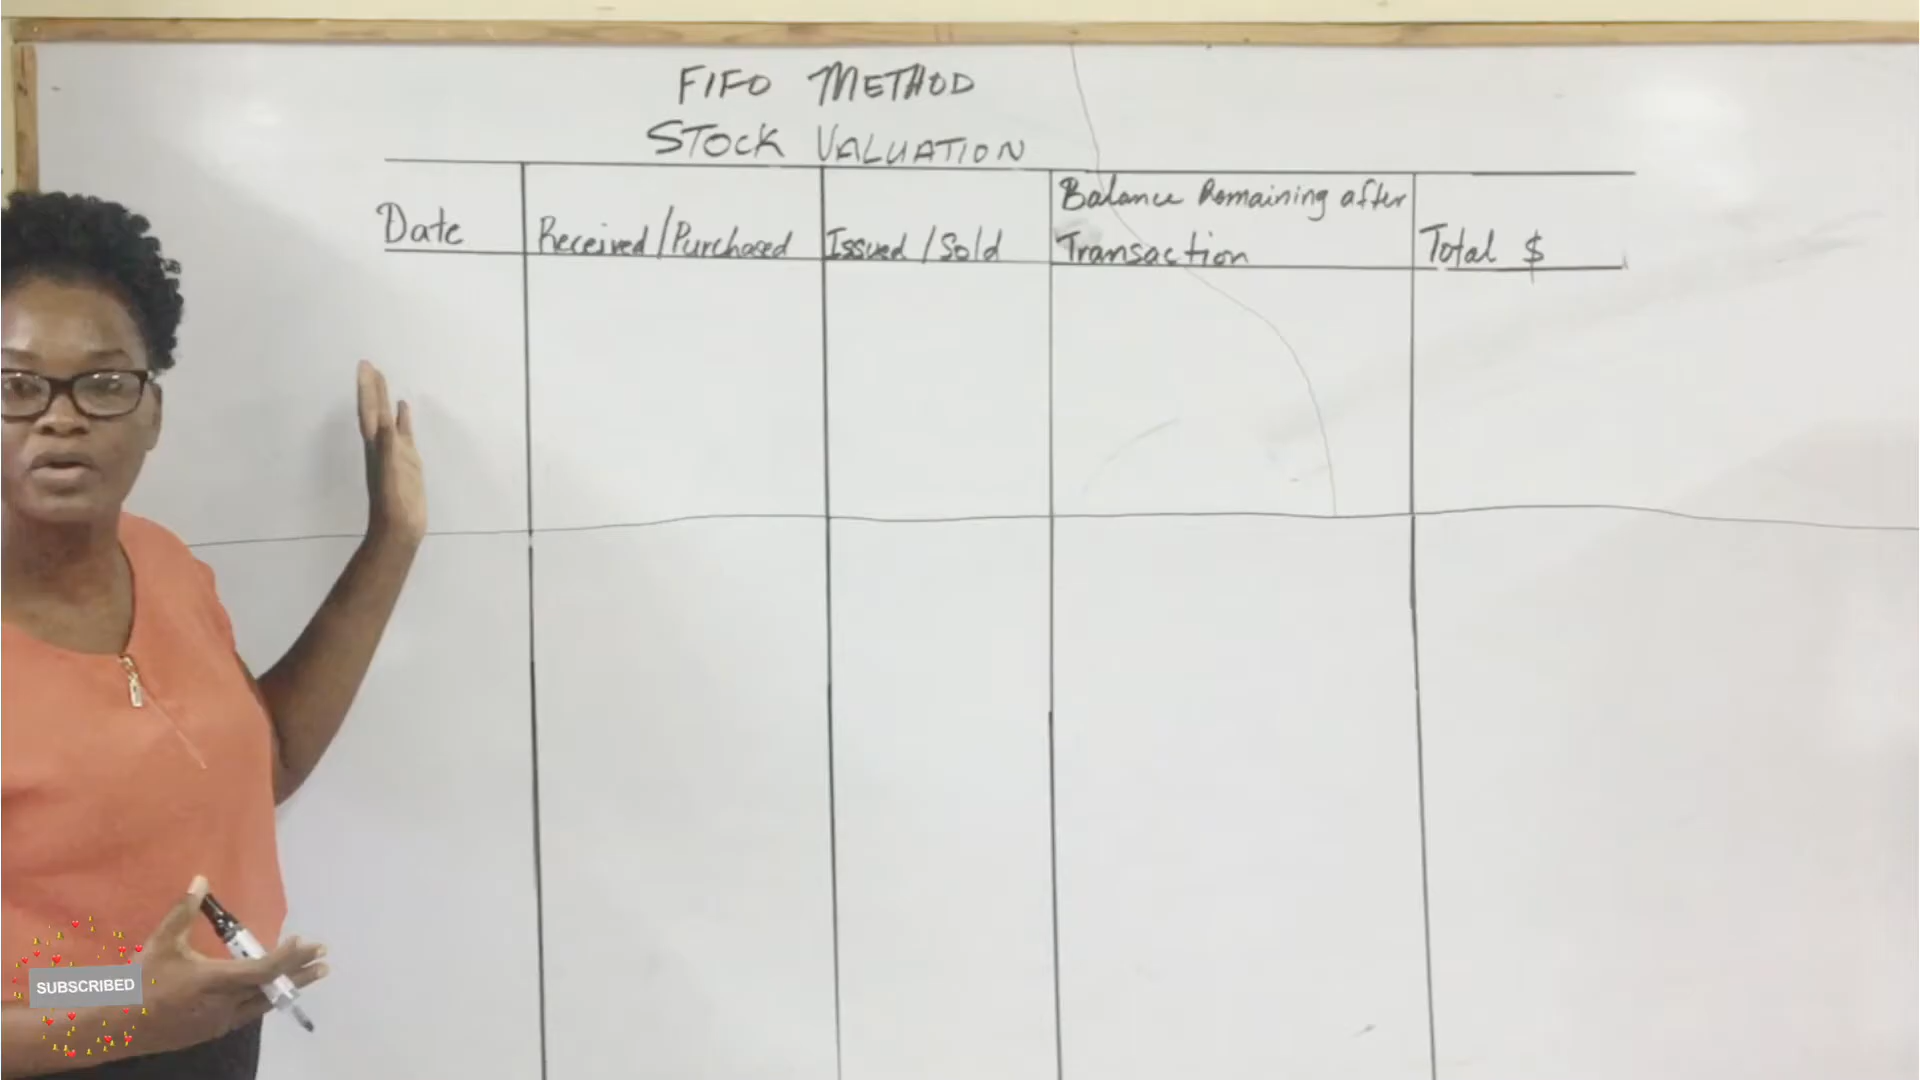 FIFO METHOD
STOCK VALUATION
Date
Received/Purchased
Issued/Sold
Balance Remaining after
Transaction
Total $
SUBSCRIBED